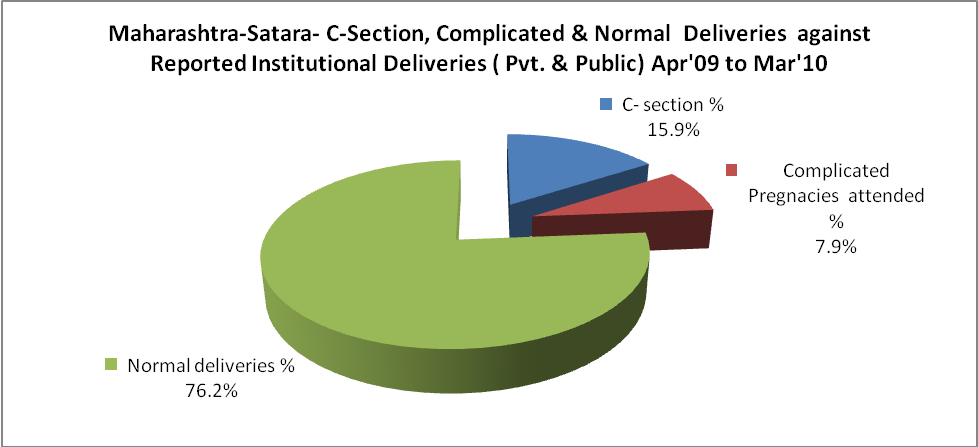 Maharashtra-Satara- C-Section, Complicated & Normal Deliveries against
Reported Institutional Deliveries ( Pvt. & Public) Apr'09 to Mar'10
C- section %
15.9%
Complicated
Pregnacies attended
%
7.9%
Normal deliveries %
76.2%